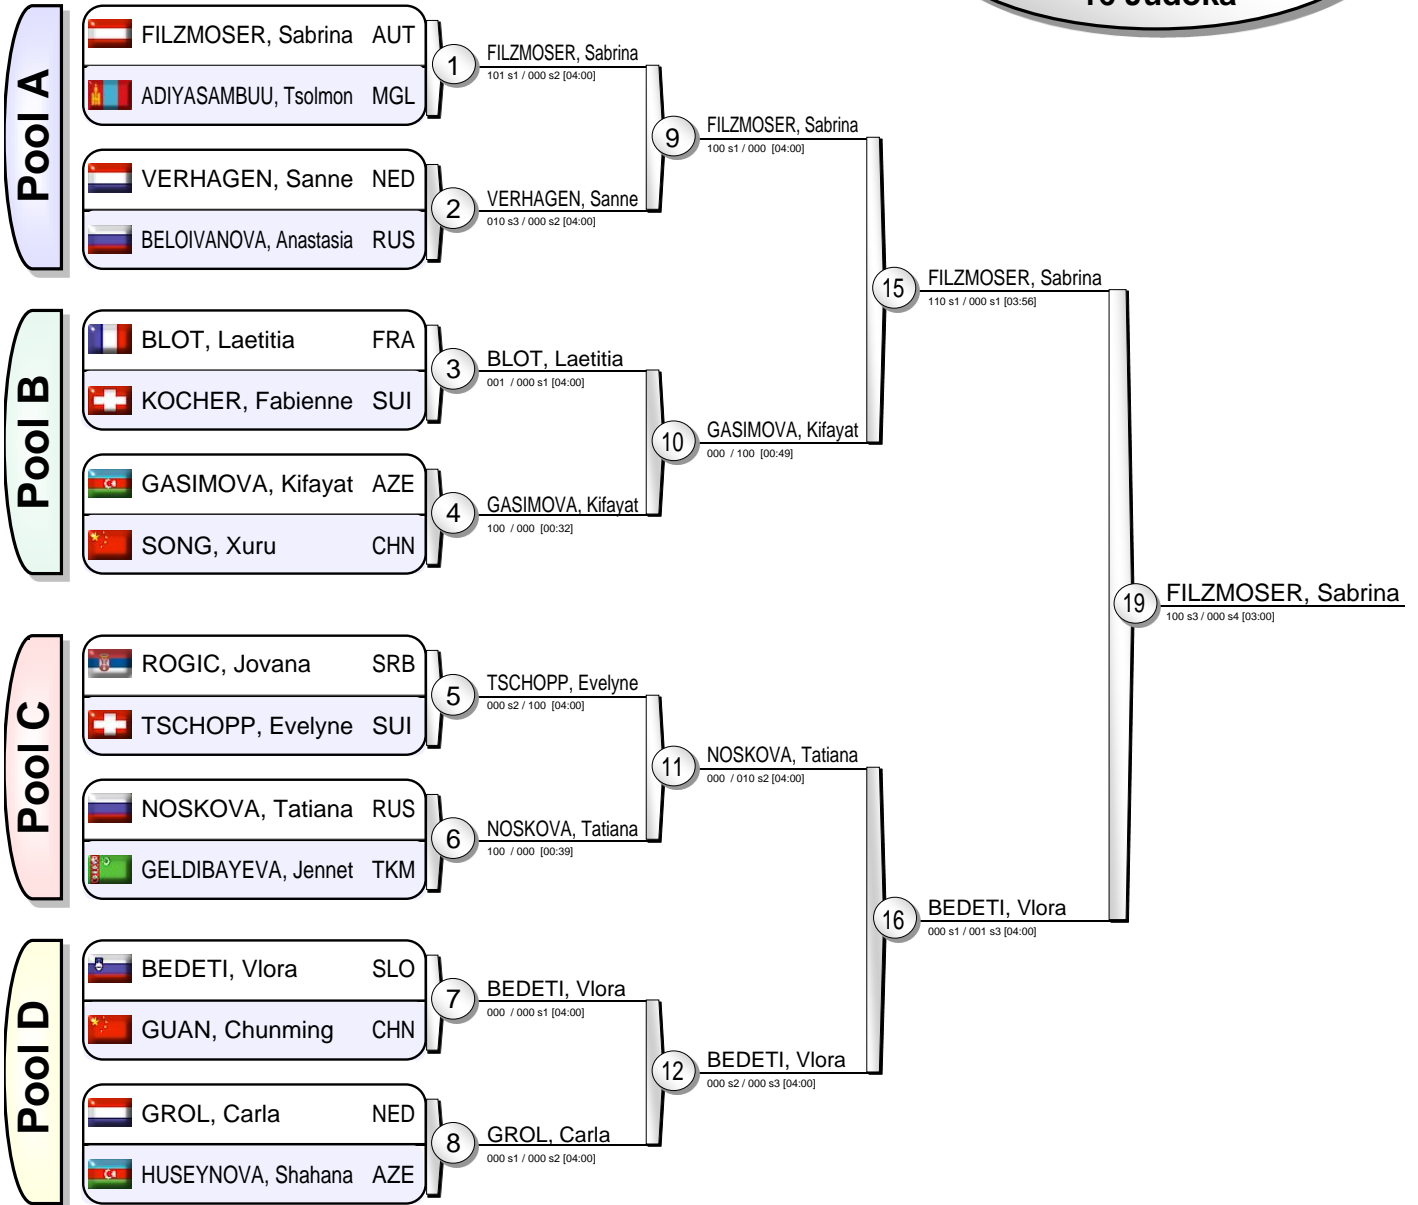 16 Judoka
Pool A
FILZMOSER, Sabrina AUT
ADIYASAMBUU, Tsolmon MGL
1
FILZMOSER, Sabrina
101 s1 / 000 s2 [04:00]
VERHAGEN, Sanne NED
BELOIVANOVA, Anastasia RUS
2
VERHAGEN, Sanne
010 s3 / 000 s2 [04:00]
9
FILZMOSER, Sabrina
100 s1 / 000 [04:00]
Pool B
BLOT, Laetitia FRA
KOCHER, Fabienne SUI
3
BLOT, Laetitia
001 / 000 s1 [04:00]
GASIMOVA, Kifayat AZE
SONG, Xuru CHN
4
GASIMOVA, Kifayat
100 / 000 [00:32]
10
GASIMOVA, Kifayat
000 / 100 [00:49]
15
FILZMOSER, Sabrina
110 s1 / 000 s1 [03:56]
Pool C
ROGIC, Jovana SRB
TSCHOPP, Evelyne SUI
5
TSCHOPP, Evelyne
000 s2 / 100 [04:00]
NOSKOVA, Tatiana RUS
GELDIBAYEVA, Jennet TKM
6
NOSKOVA, Tatiana
100 / 000 [00:39]
11
NOSKOVA, Tatiana
000 / 010 s2 [04:00]
Pool D
BEDETI, Vlora SLO
GUAN, Chunming CHN
7
BEDETI, Vlora
000 / 000 s1 [04:00]
GROL, Carla NED
HUSEYNOVA, Shahana AZE
8
GROL, Carla
000 s1 / 000 s2 [04:00]
12
BEDETI, Vlora
000 s2 / 000 s3 [04:00]
16
BEDETI, Vlora
000 s1 / 001 s3 [04:00]
19
FILZMOSER, Sabrina
100 s3 / 000 s4 [03:00]